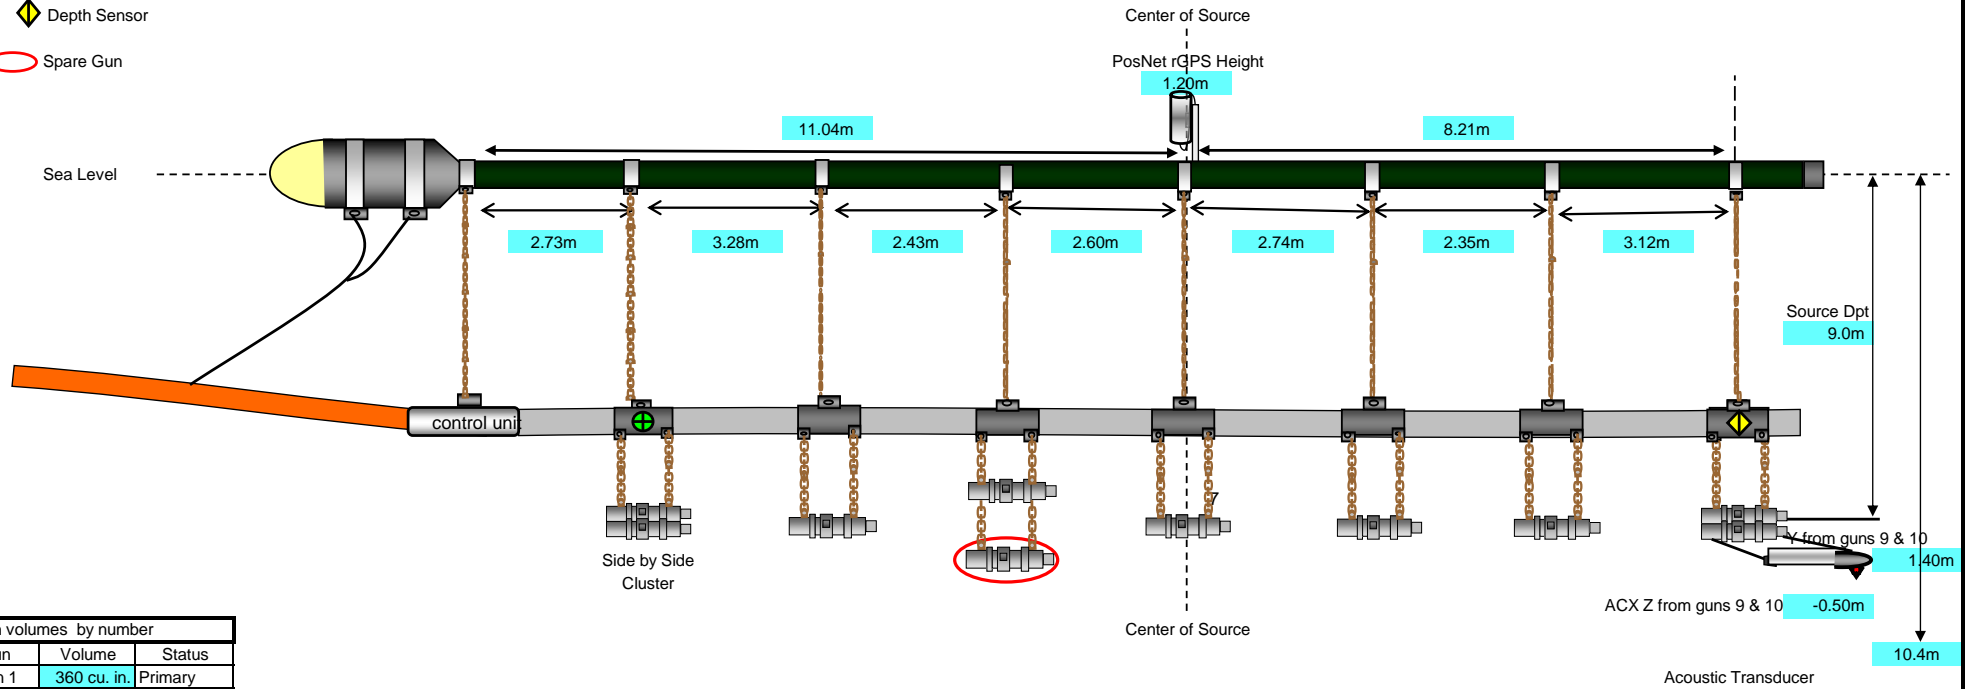 Depth Sensor
Center of Source
Spare Gun
PosNet rGPS Height
1.20m
11.04m
8.21m
Sea Level
2.73m
3.28m
2.43m
2.60m
2.74m
2.35m
3.12m
Source Dpt
9.0m
control unit
7
Y from guns 9 & 10
1.40m
Side by Side
Cluster
ACX Z from guns 9 & 10
-0.50m
Center of Source
volumes by number
Volume Status
10.4m
1 360 cu. in. Primary
Acoustic Transducer